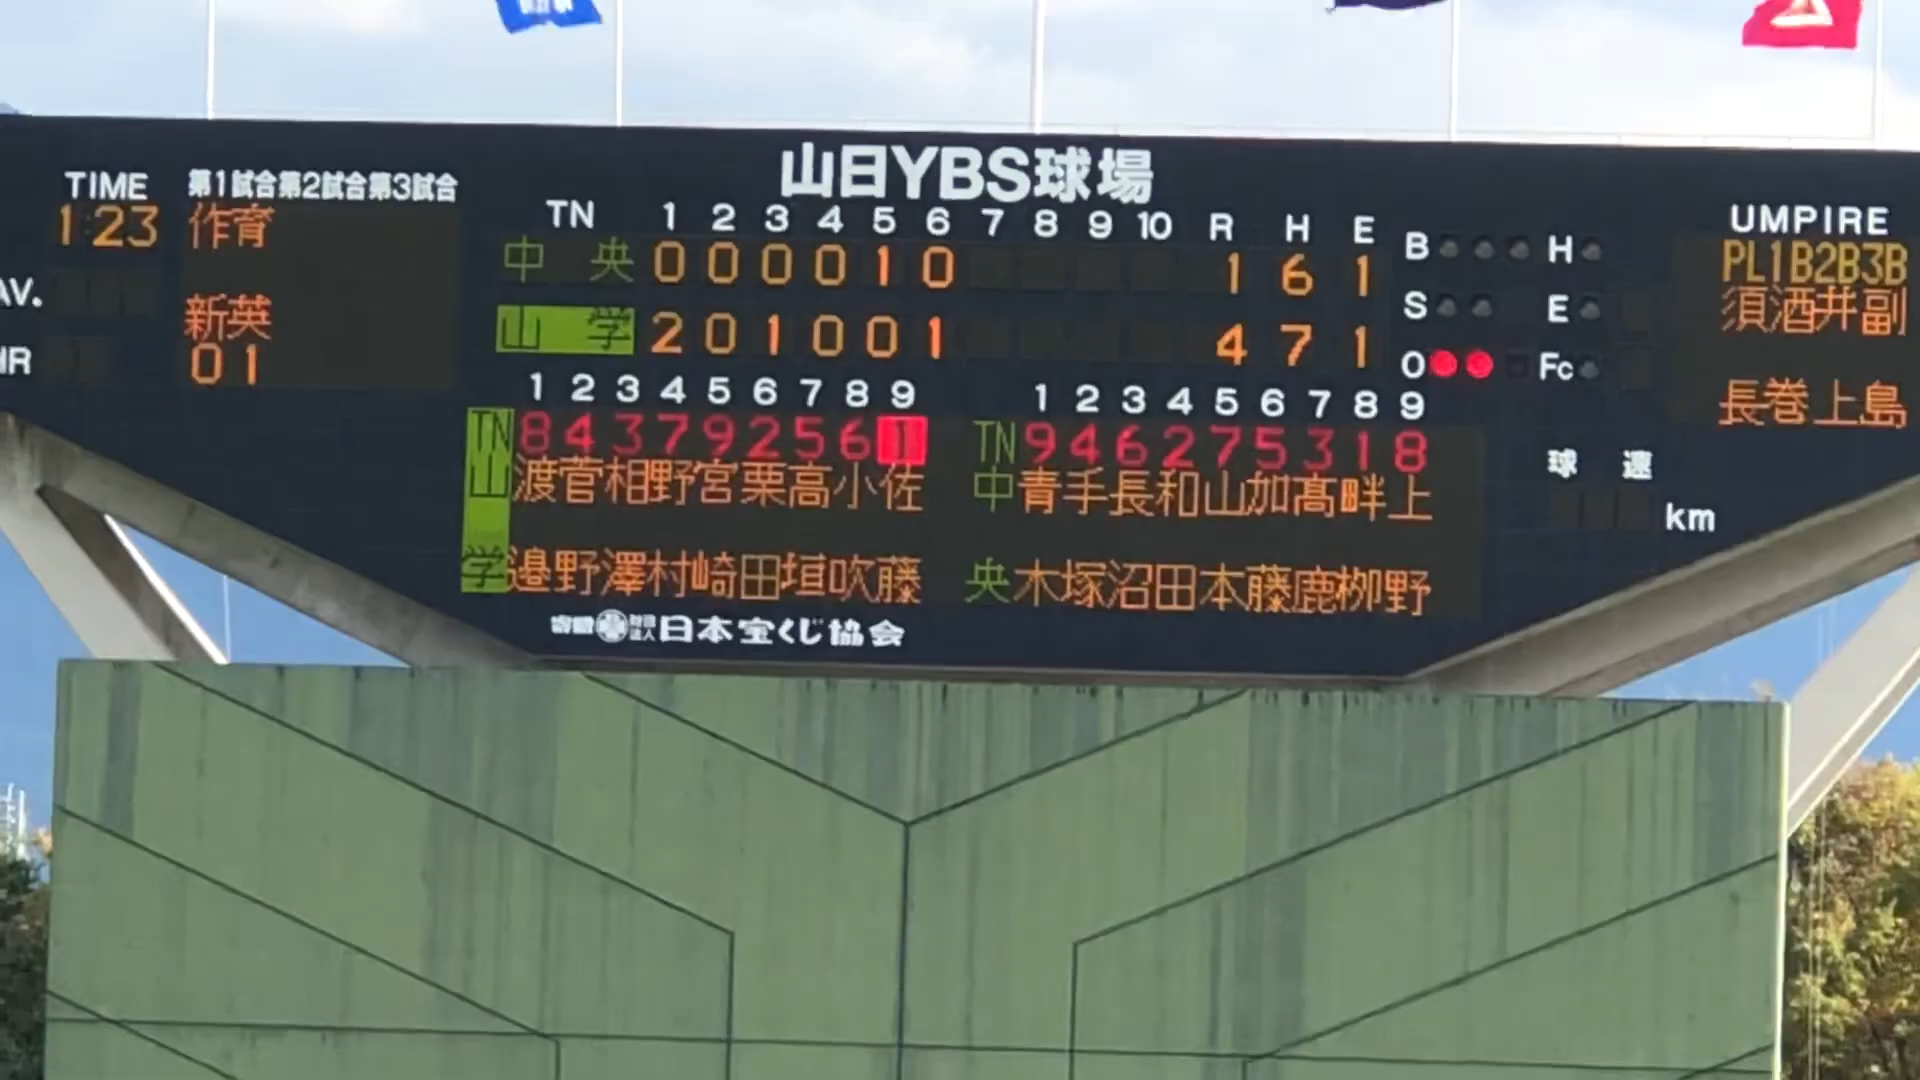 山日YBS球場
TIME 第1試合第2試合第3試合
1:23 作育
新英
0 1
AV.
HR
TN 1 2 3 4 5 6 7 8 9 10 R H E
中央 0 0 0 0 1 0 1 6 1
山学 2 0 1 0 0 1 4 7 1
B H
S E
O Fc
UMPIRE
PL1B2B3B
須酒井副
長巻上島
1 2 3 4 5 6 7 8 9
TN 8 4 3 7 9 2 5 6 1
山渡菅相野宮栗高小佐
学邉野澤村崎田垣吹藤
1 2 3 4 5 6 7 8 9
TN 9 4 6 2 7 5 3 1 8
中青手長和山加髙畔上
央木塚沼田本藤鹿柳野
球速
km
財団法人日本宝くじ協会